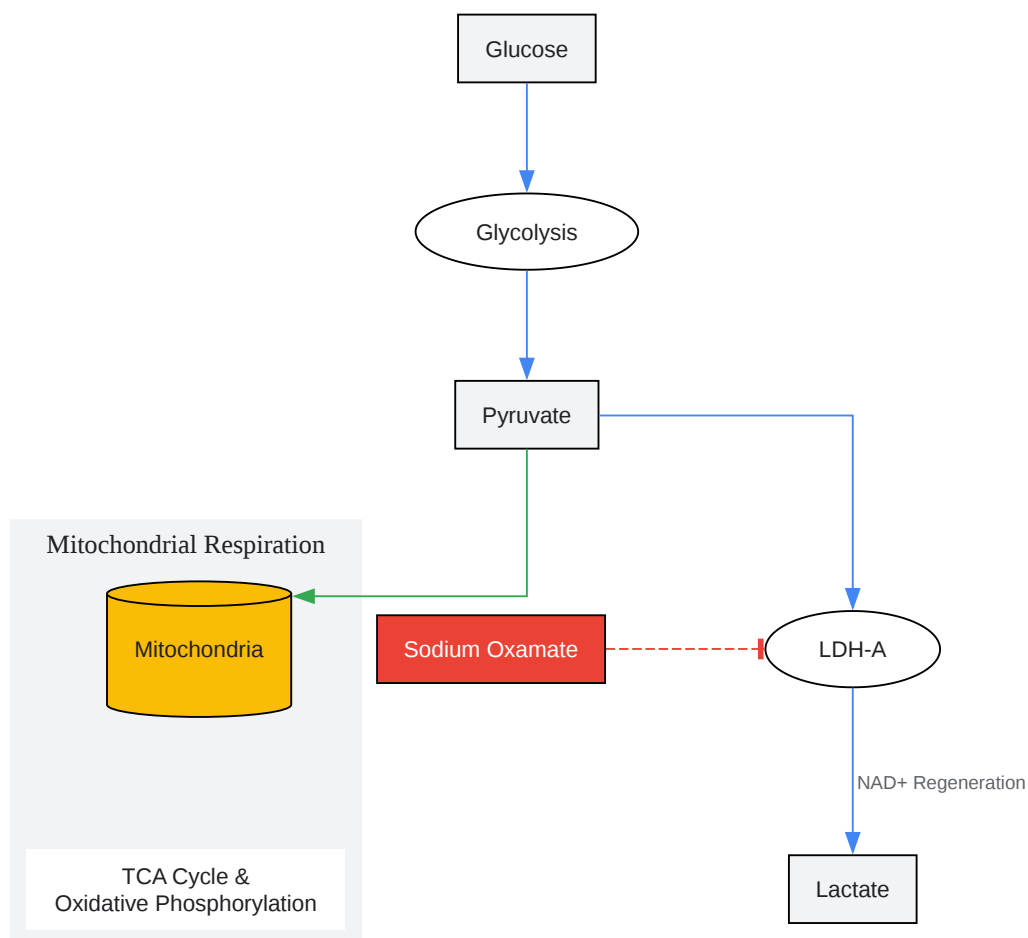 Glucose
Glycolysis
Pyruvate
Mitochondrial Respiration
Mitochondria
Sodium Oxamate
LDH-A
NAD+ Regeneration
TCA Cycle &
Oxidative Phosphorylation
Lactate